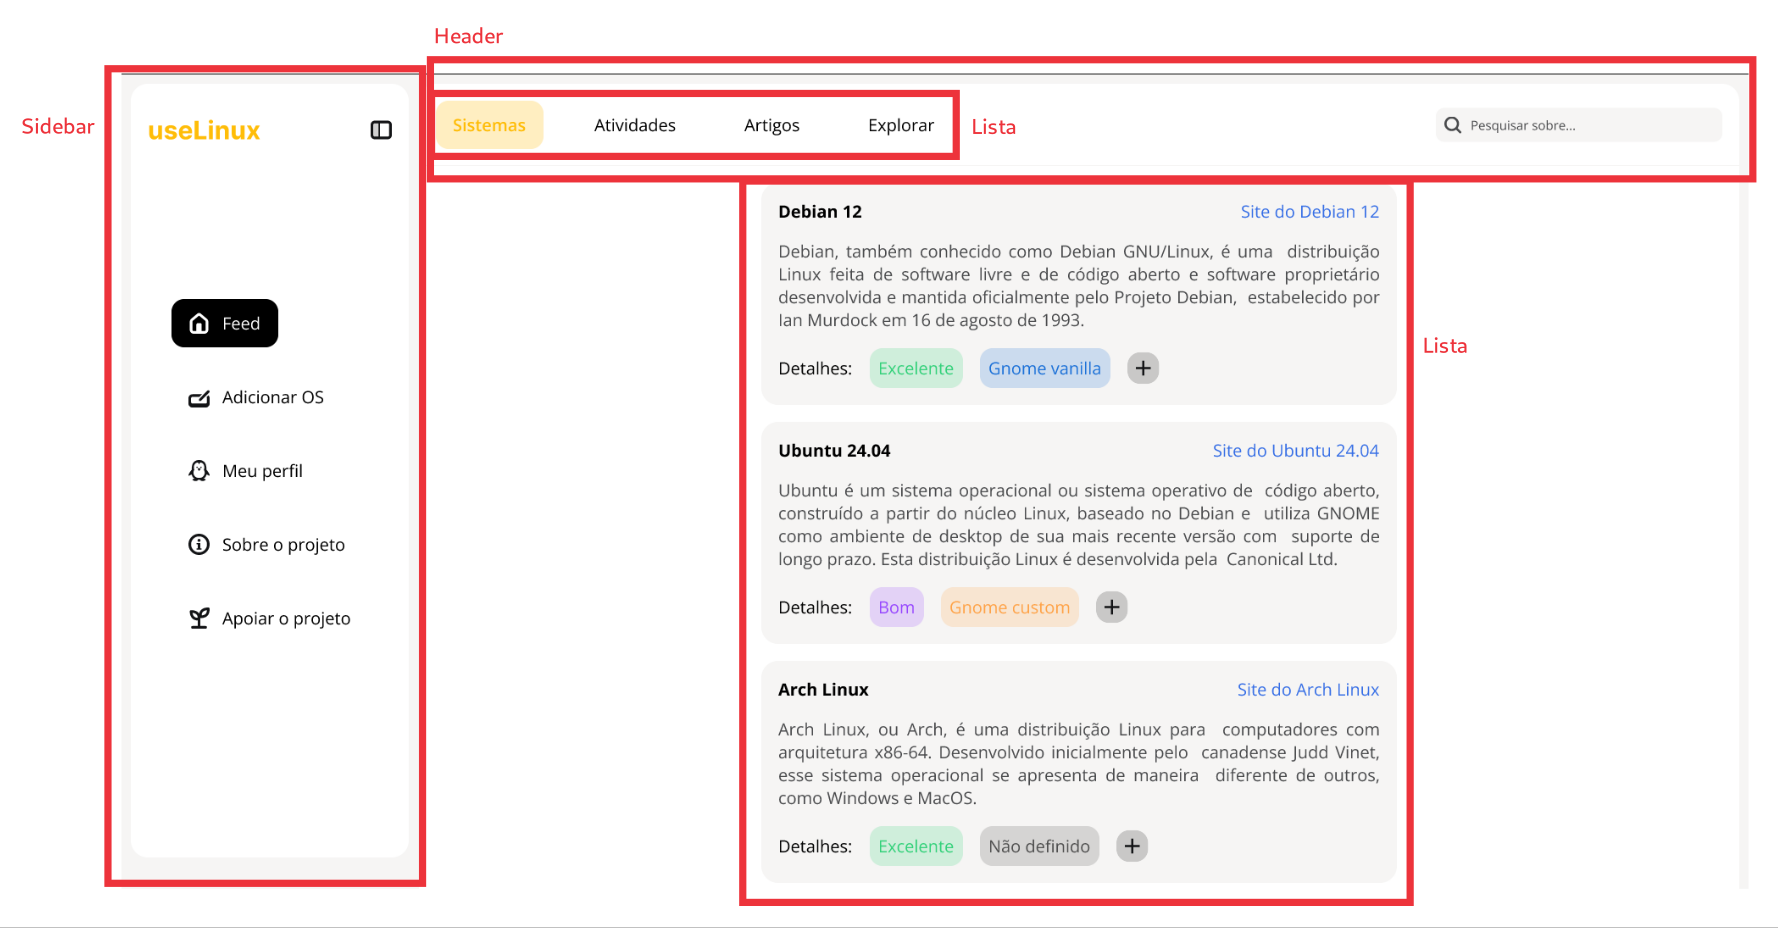 Header
Sidebar
useLinux
Feed
Adicionar OS
Meu perfil
Sobre o projeto
Apoiar o projeto
Sistemas
Atividades
Artigos
Explorar
Lista
Pesquisar sobre...
Debian 12
Site do Debian 12
Debian, também conhecido como Debian GNU/Linux, é uma distribuição
Linux feita de software livre e de código aberto e software proprietário
desenvolvida e mantida oficialmente pelo Projeto Debian, estabelecido por
Ian Murdock em 16 de agosto de 1993.
Detalhes:
Excelente
Gnome vanilla
Lista
Ubuntu 24.04
Site do Ubuntu 24.04
Ubuntu é um sistema operacional ou sistema operativo de código aberto,
construído a partir do núcleo Linux, baseado no Debian e utiliza GNOME
como ambiente de desktop de sua mais recente versão com suporte de
longo prazo. Esta distribuição Linux é desenvolvida pela Canonical Ltd.
Detalhes:
Bom
Gnome custom
Arch Linux
Site do Arch Linux
Arch Linux, ou Arch, é uma distribuição Linux para computadores com
arquitetura x86-64. Desenvolvido inicialmente pelo canadense Judd Vinet,
esse sistema operacional se apresenta de maneira diferente de outros,
como Windows e MacOS.
Detalhes:
Excelente
Não definido